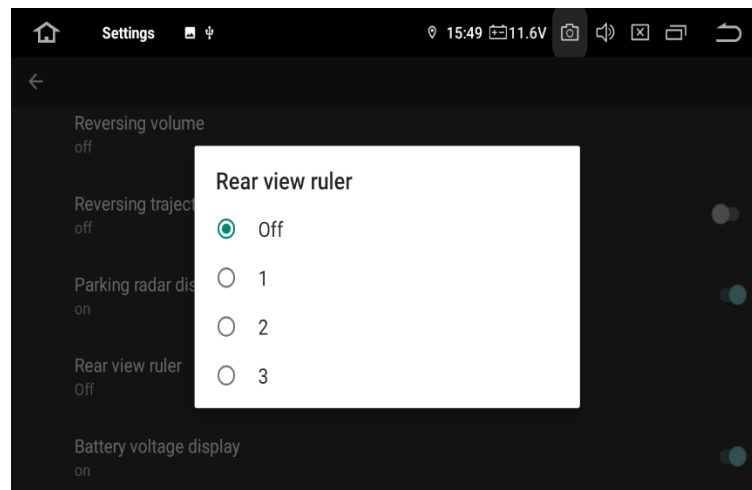 Settings
15:49 11.6V
Reversing volume
off
Reversing traject
off
Parking radar dis
on
Rear view ruler
Off
Battery voltage display
on
Rear view ruler
Off
1
2
3